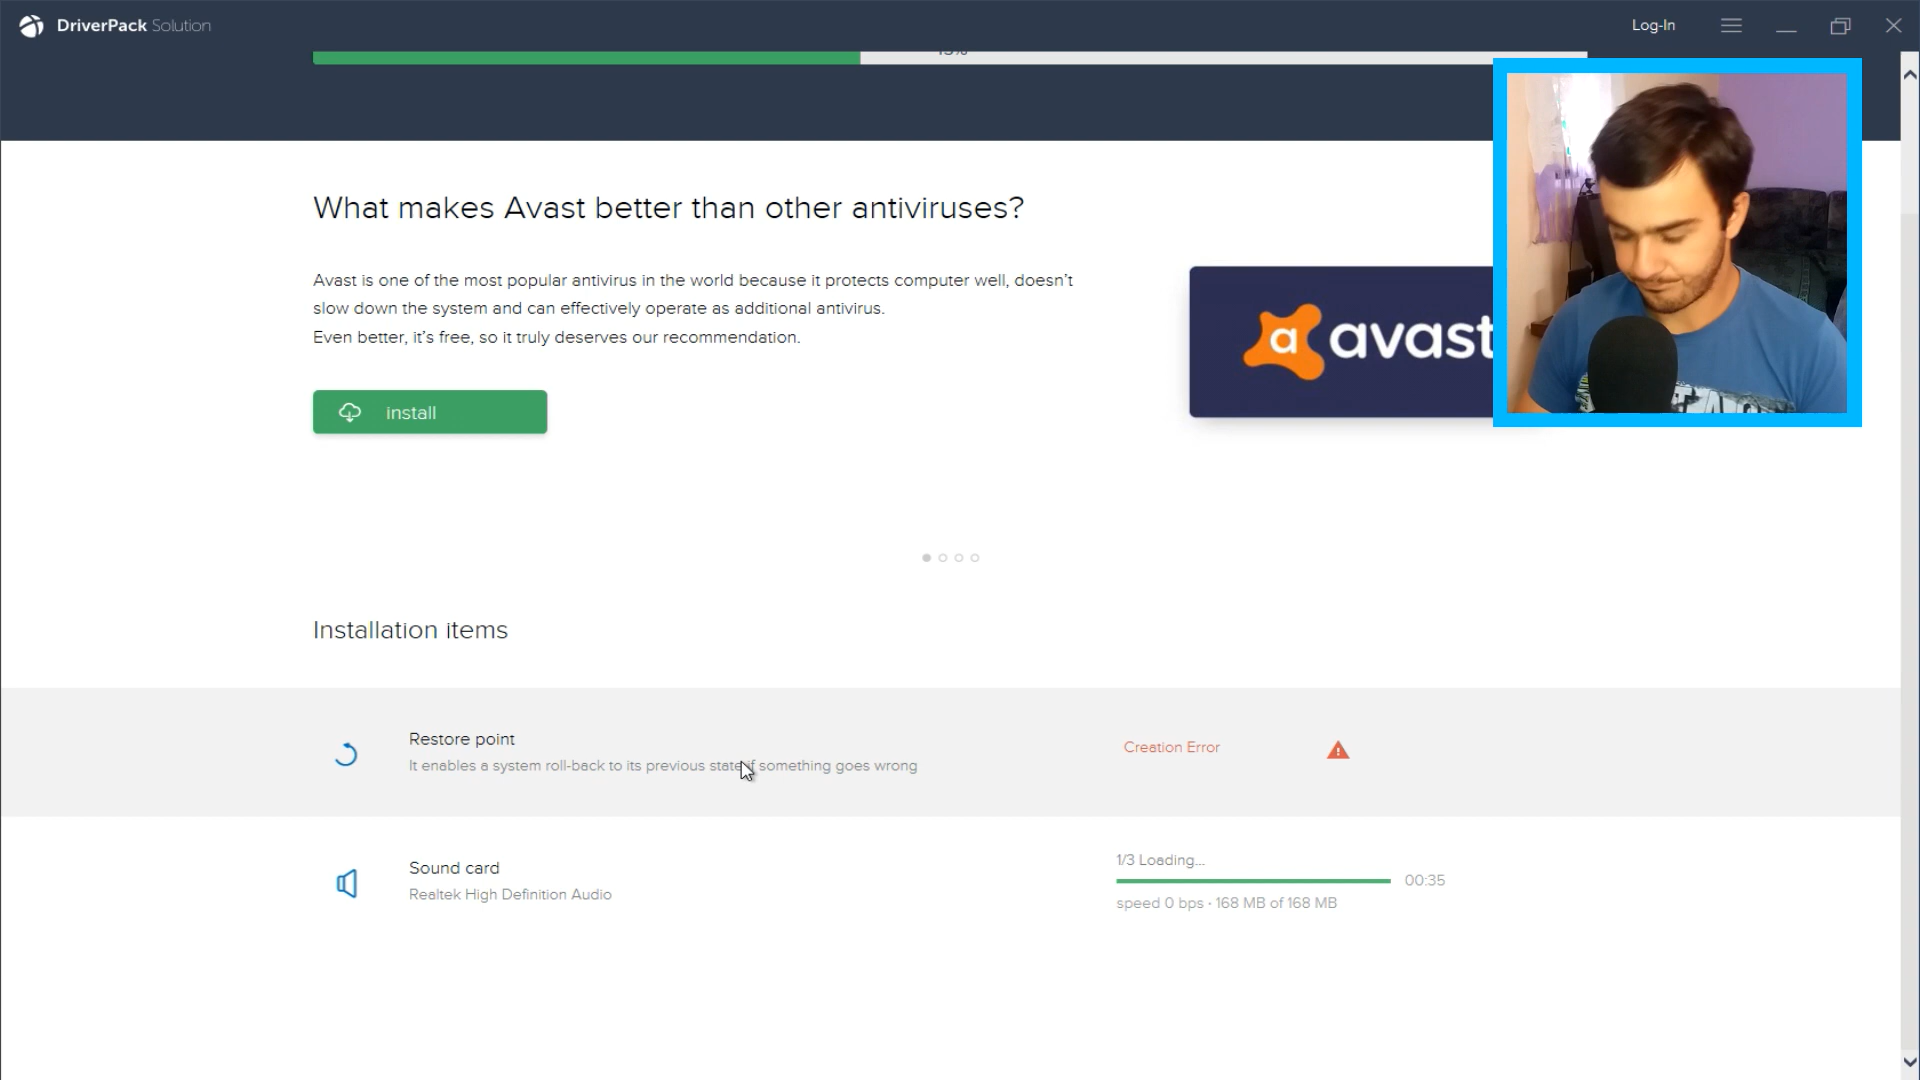 DriverPack Solution
Log-In
What makes Avast better than other antiviruses?
Avast is one of the most popular antivirus in the world because it protects computer well, doesn't
slow down the system and can effectively operate as additional antivirus.
Even better, it's free, so it truly deserves our recommendation.
a avast
install
Installation items
Restore point
It enables a system roll-back to its previous state if something goes wrong
Creation Error
Sound card
Realtek High Definition Audio
1/3 Loading...
00:35
speed 0 bps · 168 MB of 168 MB